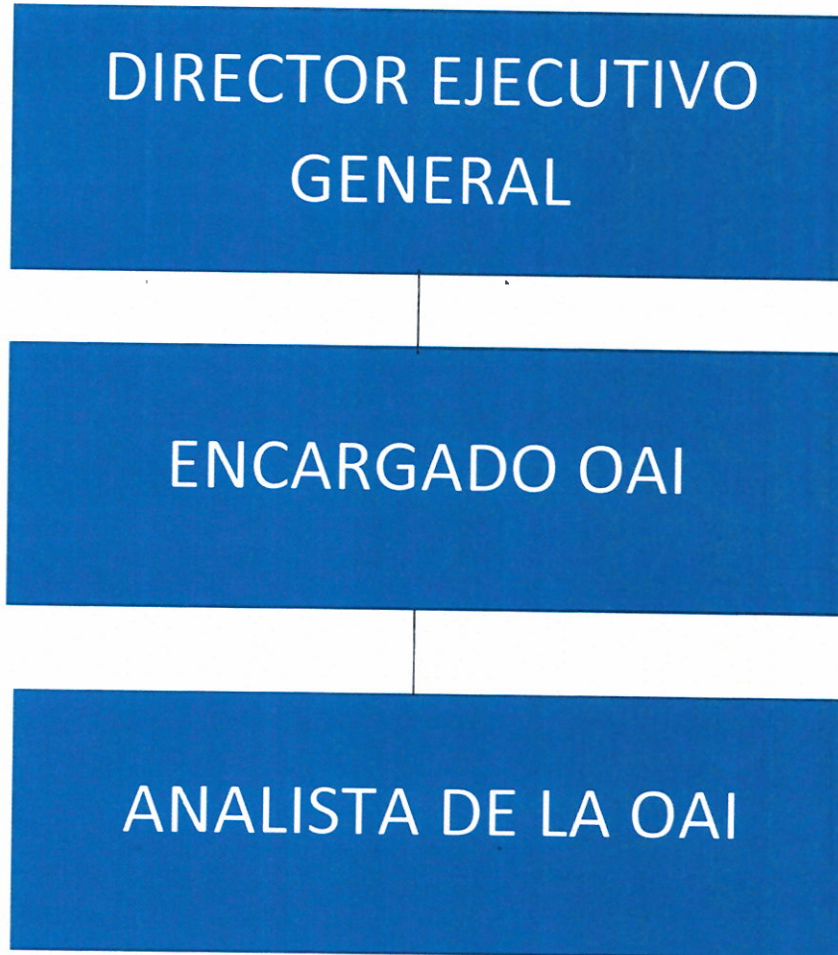 DIRECTOR EJECUTIVO
GENERAL
ENCARGADO OAI
ANALISTA DE LA OAI